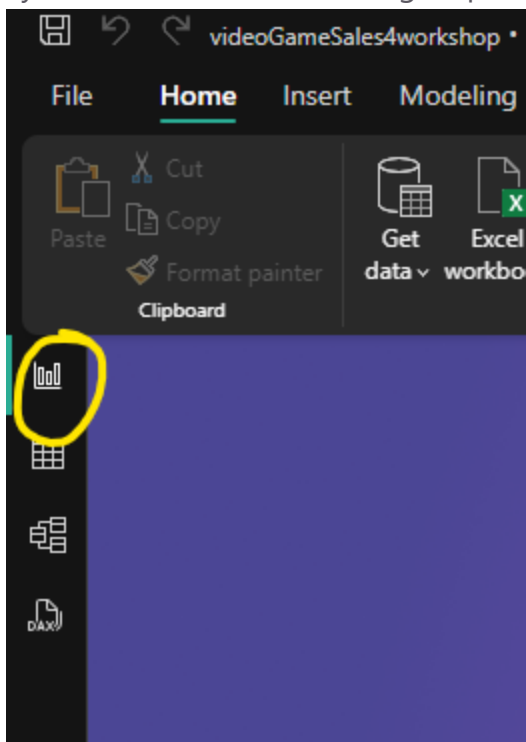 videoGameSales4workshop •
File Home Insert Modeling
Cut
Copy
Paste
Format painter
Clipboard
Get
data
Excel
workbo
X
DAX